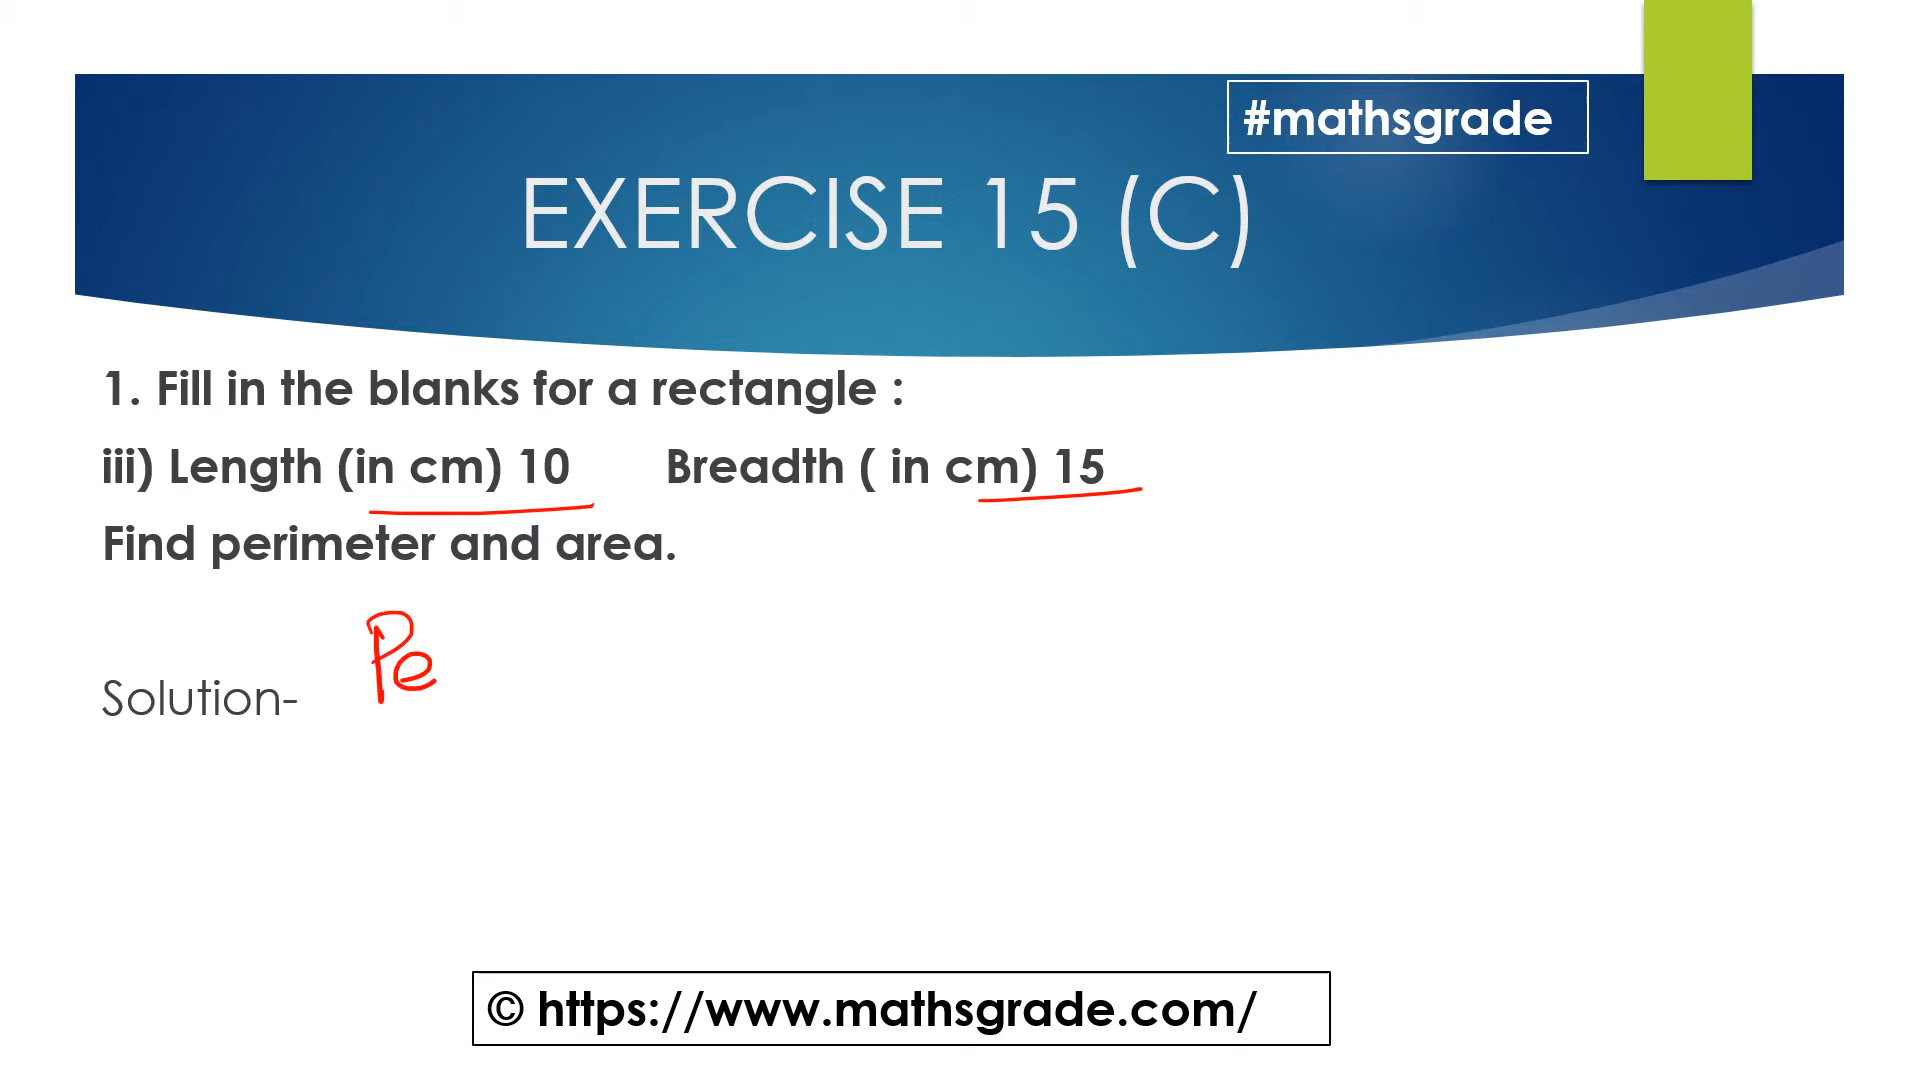 #mathsgrade
EXERCISE 15 (C)
1. Fill in the blanks for a rectangle :
iii) Length (in cm) 10 Breadth ( in cm) 15
Find perimeter and area.
Pe
Solution-
© https://www.mathsgrade.com/